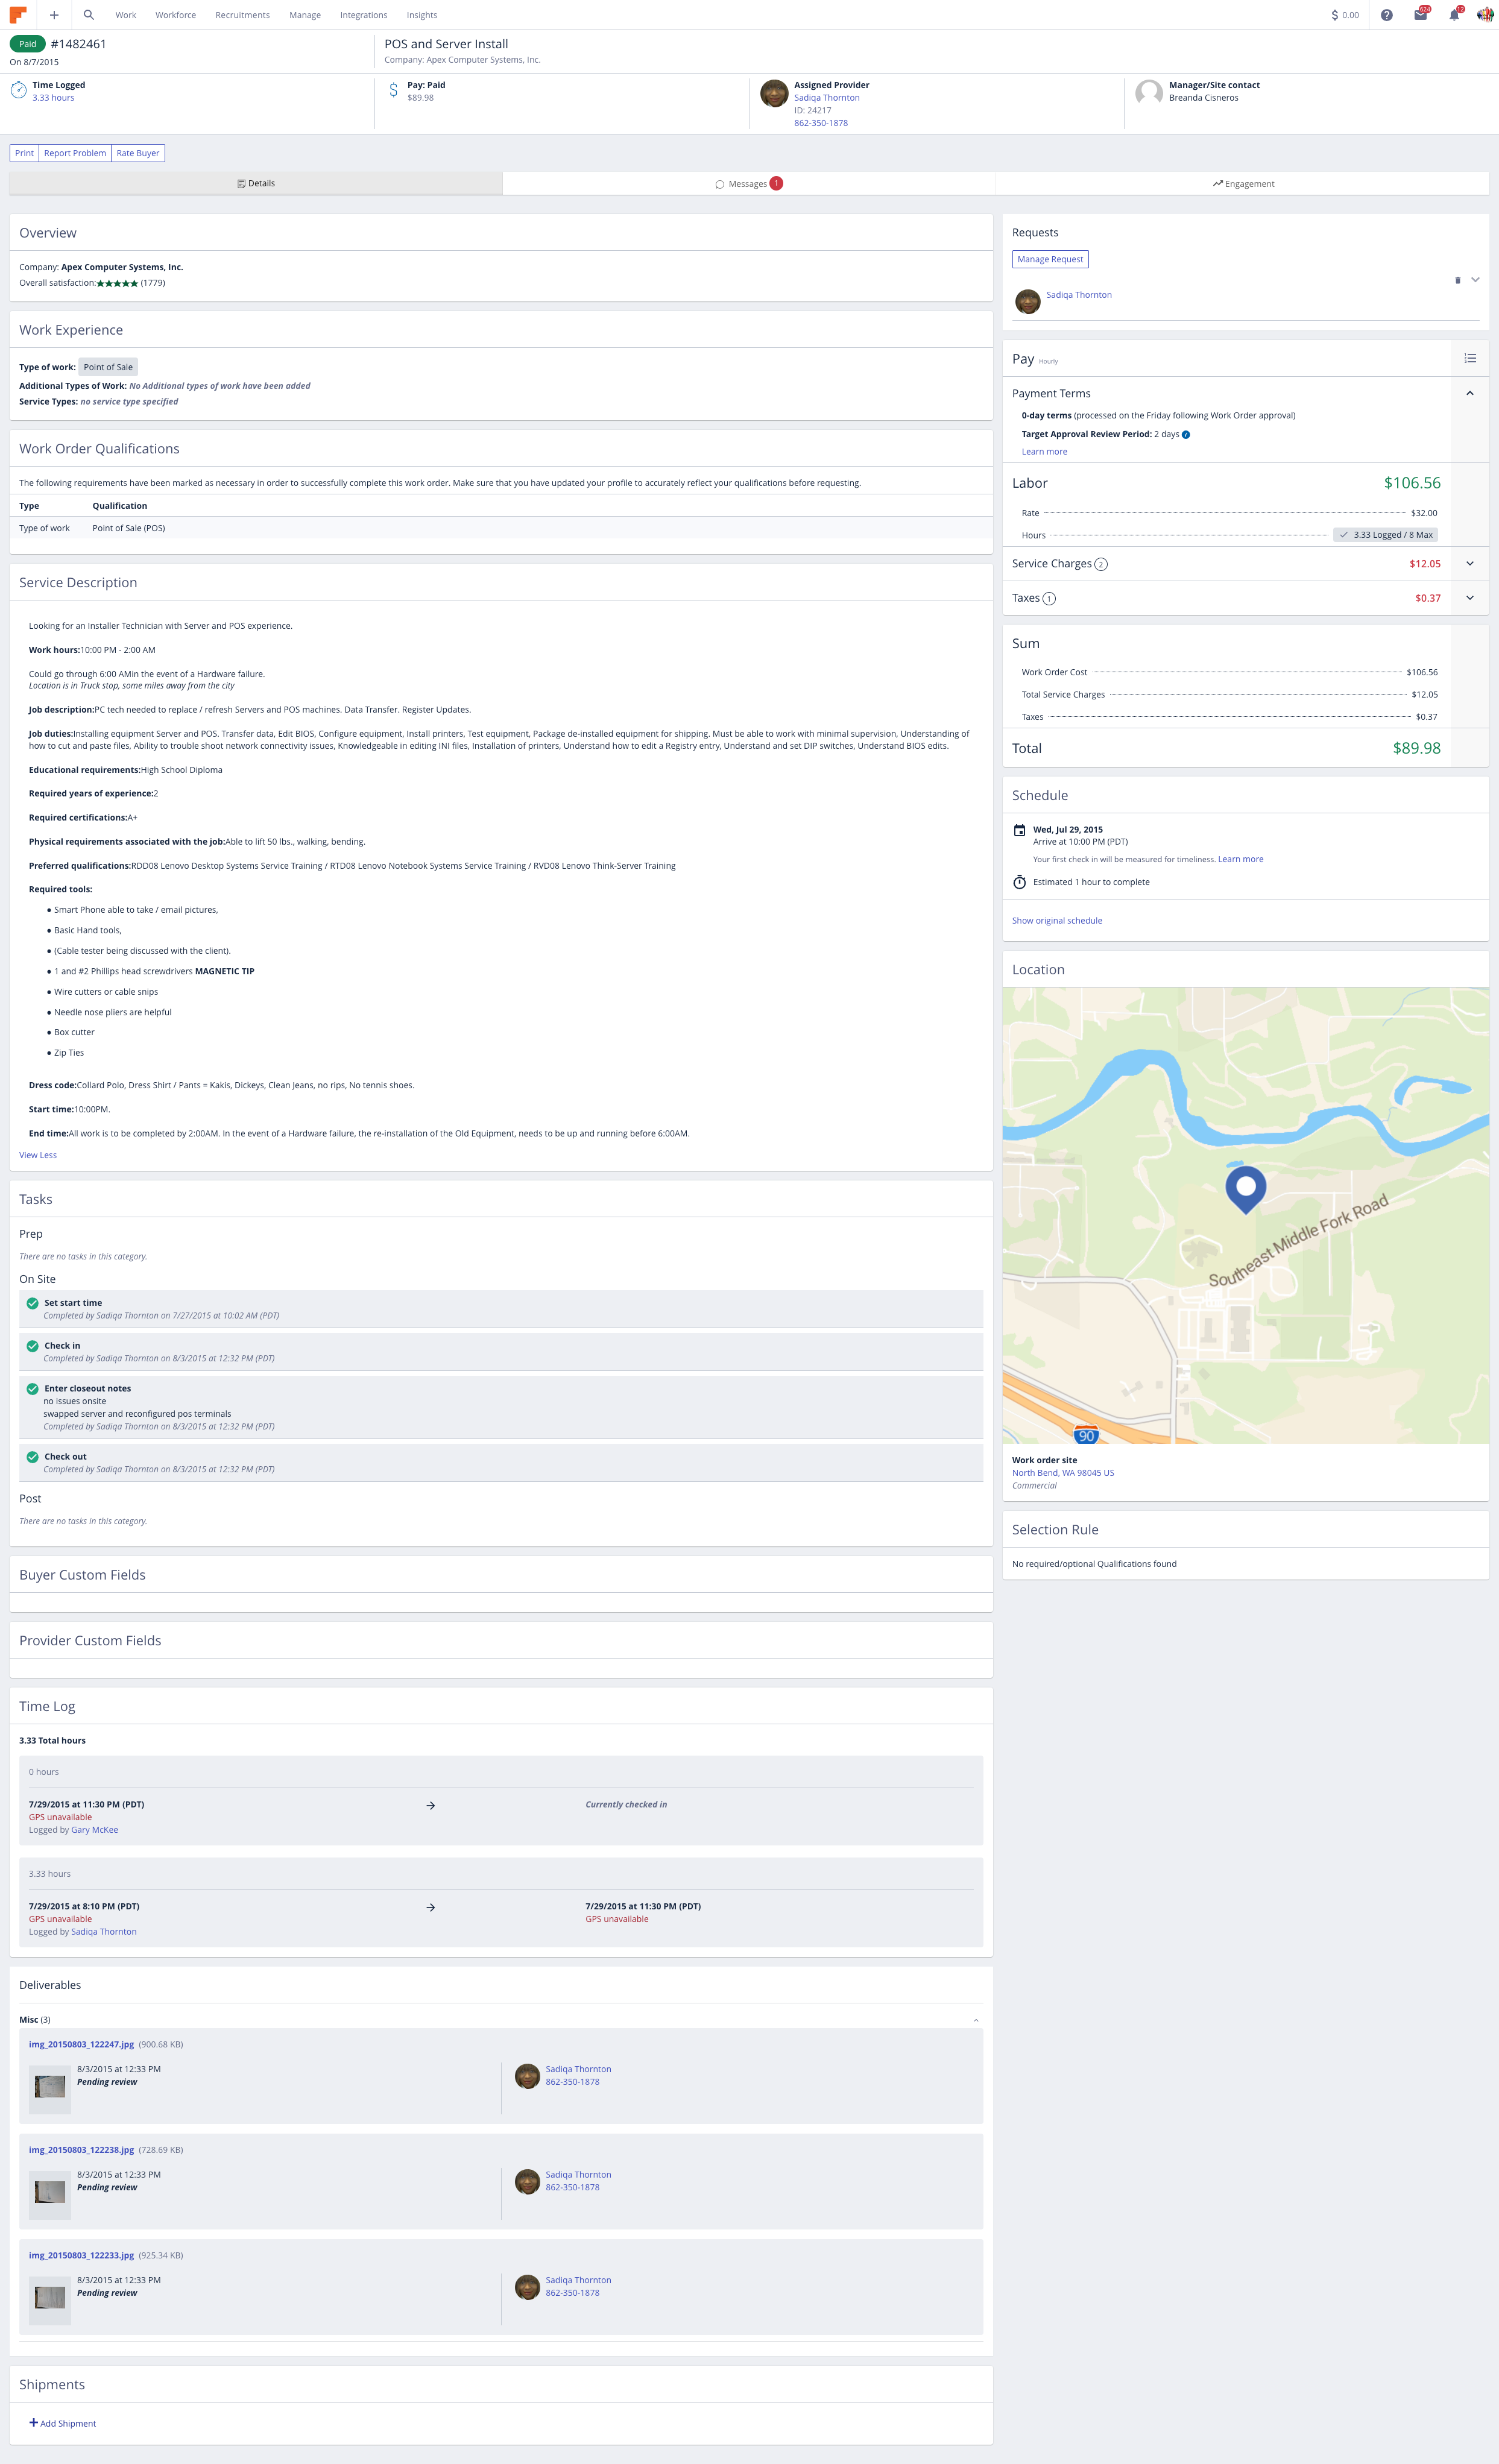 Work Workforce Recruitments Manage Integrations Insights
0.00 624 12
Paid #1482461
On 8/7/2015
POS and Server Install
Company: Apex Computer Systems, Inc.
Time Logged
3.33 hours
Pay: Paid
$89.98
Assigned Provider
Sadiqa Thornton
ID: 24217
862-350-1878
Manager/Site contact
Breanda Cisneros
Print Report Problem Rate Buyer
Details Messages 1 Engagement
Overview
Company: Apex Computer Systems, Inc.
Overall satisfaction: (1779)
Work Experience
Type of work: Point of Sale
Additional Types of Work: No Additional types of work have been added
Service Types: no service type specified
Work Order Qualifications
The following requirements have been marked as necessary in order to successfully complete this work order. Make sure that you have updated your profile to accurately reflect your qualifications before requesting.
Type Qualification
Type of work Point of Sale (POS)
Service Description
Looking for an Installer Technician with Server and POS experience.
Work hours:10:00 PM - 2:00 AM
Could go through 6:00 AMin the event of a Hardware failure.
Location is in Truck stop, some miles away from the city
Job description:PC tech needed to replace / refresh Servers and POS machines. Data Transfer. Register Updates.
Job duties:Installing equipment Server and POS. Transfer data, Edit BIOS, Configure equipment, Install printers, Test equipment, Package de-installed equipment for shipping. Must be able to work with minimal supervision, Understanding of
how to cut and paste files, Ability to trouble shoot network connectivity issues, Knowledgeable in editing INI files, Installation of printers, Understand how to edit a Registry entry, Understand and set DIP switches, Understand BIOS edits.
Educational requirements:High School Diploma
Required years of experience:2
Required certifications:A+
Physical requirements associated with the job:Able to lift 50 lbs., walking, bending.
Preferred qualifications:RDD08 Lenovo Desktop Systems Service Training / RTD08 Lenovo Notebook Systems Service Training / RVD08 Lenovo Think-Server Training
Required tools:
● Smart Phone able to take / email pictures,
● Basic Hand tools,
● (Cable tester being discussed with the client).
● 1 and #2 Phillips head screwdrivers MAGNETIC TIP
● Wire cutters or cable snips
● Needle nose pliers are helpful
● Box cutter
● Zip Ties
Dress code:Collard Polo, Dress Shirt / Pants = Kakis, Dickeys, Clean Jeans, no rips, No tennis shoes.
Start time:10:00PM.
End time:All work is to be completed by 2:00AM. In the event of a Hardware failure, the re-installation of the Old Equipment, needs to be up and running before 6:00AM.
View Less
Tasks
Prep
There are no tasks in this category.
On Site
Set start time
Completed by Sadiqa Thornton on 7/27/2015 at 10:02 AM (PDT)
Check in
Completed by Sadiqa Thornton on 8/3/2015 at 12:32 PM (PDT)
Enter closeout notes
no issues onsite
swapped server and reconfigured pos terminals
Completed by Sadiqa Thornton on 8/3/2015 at 12:32 PM (PDT)
Check out
Completed by Sadiqa Thornton on 8/3/2015 at 12:32 PM (PDT)
Post
There are no tasks in this category.
Buyer Custom Fields
Provider Custom Fields
Time Log
3.33 Total hours
0 hours
7/29/2015 at 11:30 PM (PDT) → Currently checked in
GPS unavailable
Logged by Gary McKee
3.33 hours
7/29/2015 at 8:10 PM (PDT) → 7/29/2015 at 11:30 PM (PDT)
GPS unavailable GPS unavailable
Logged by Sadiqa Thornton
Deliverables
Misc (3)
img_20150803_122247.jpg (900.68 KB)
8/3/2015 at 12:33 PM Sadiqa Thornton
Pending review 862-350-1878
img_20150803_122238.jpg (728.69 KB)
8/3/2015 at 12:33 PM Sadiqa Thornton
Pending review 862-350-1878
img_20150803_122233.jpg (925.34 KB)
8/3/2015 at 12:33 PM Sadiqa Thornton
Pending review 862-350-1878
Shipments
Add Shipment
Requests
Manage Request
Sadiqa Thornton
Pay Hourly
Payment Terms
0-day terms (processed on the Friday following Work Order approval)
Target Approval Review Period: 2 days
Learn more
Labor $106.56
Rate $32.00
Hours 3.33 Logged / 8 Max
Service Charges 2 $12.05
Taxes 1 $0.37
Sum
Work Order Cost $106.56
Total Service Charges $12.05
Taxes $0.37
Total $89.98
Schedule
Wed, Jul 29, 2015
Arrive at 10:00 PM (PDT)
Your first check in will be measured for timeliness. Learn more
Estimated 1 hour to complete
Show original schedule
Location
Southeast Middle Fork Road
90
Work order site
North Bend, WA 98045 US
Commercial
Selection Rule
No required/optional Qualifications found